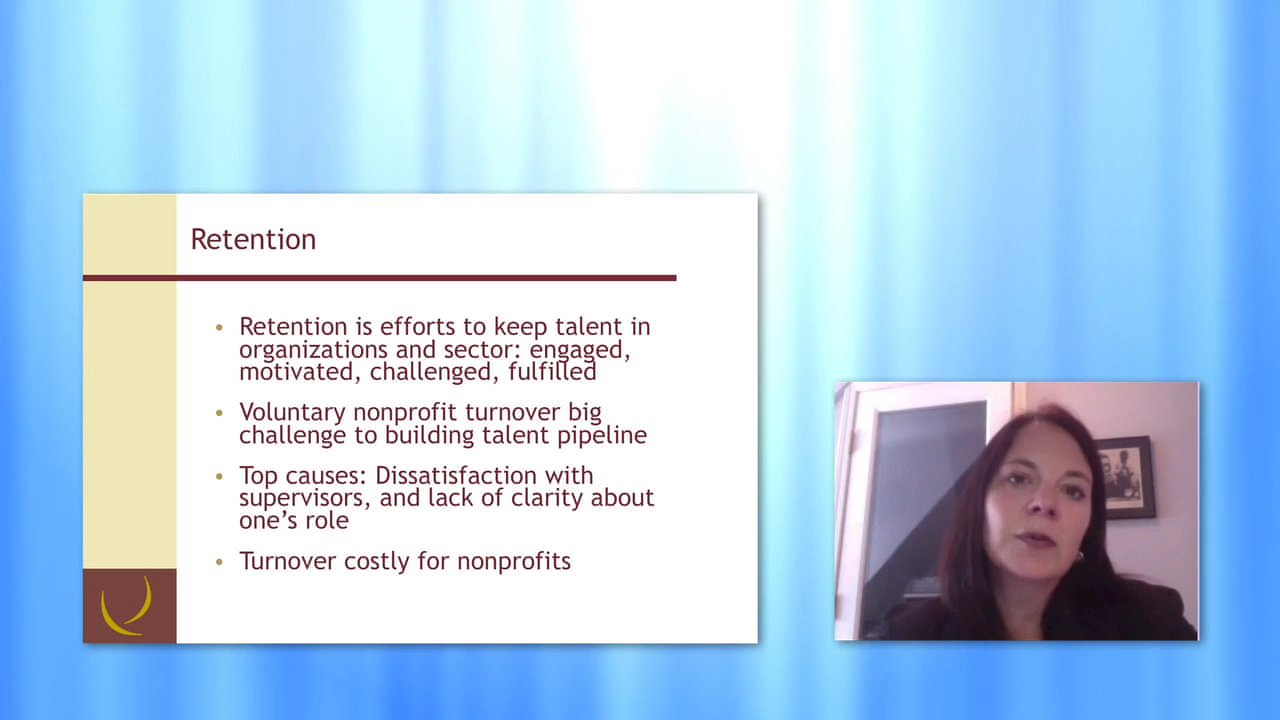 Retention
• Retention is efforts to keep talent in
organizations and sector: engaged,
motivated, challenged, fulfilled
• Voluntary nonprofit turnover big
challenge to building talent pipeline
• Top causes: Dissatisfaction with
supervisors, and lack of clarity about
one's role
• Turnover costly for nonprofits